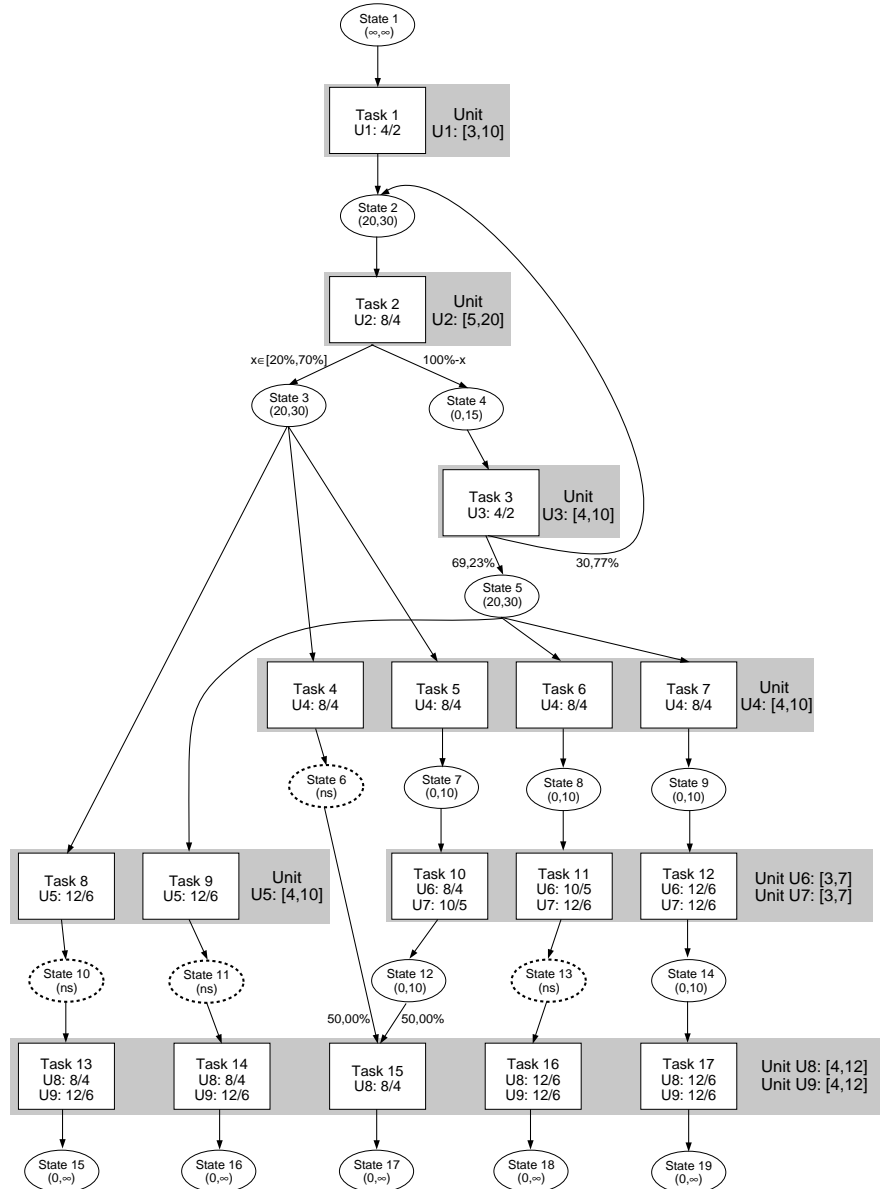 State 1
(∞,∞)
Task 1
U1: 4/2
Unit
U1: [3,10]
State 2
(20,30)
Task 2
U2: 8/4
Unit
U2: [5,20]
x∈[20%,70%]
100%-x
State 3
(20,30)
State 4
(0,15)
Task 3
U3: 4/2
Unit
U3: [4,10]
69,23%
30,77%
State 5
(20,30)
Task 4
U4: 8/4
Task 5
U4: 8/4
Task 6
U4: 8/4
Task 7
U4: 8/4
Unit
U4: [4,10]
State 6
(ns)
State 7
(0,10)
State 8
(0,10)
State 9
(0,10)
Task 8
U5: 12/6
Task 9
U5: 12/6
Unit
U5: [4,10]
Task 10
U6: 8/4
U7: 10/5
Task 11
U6: 10/5
U7: 12/6
Task 12
U6: 12/6
U7: 12/6
Unit U6: [3,7]
Unit U7: [3,7]
State 10
(ns)
State 11
(ns)
State 12
(0,10)
State 13
(ns)
State 14
(0,10)
50,00%
50,00%
Task 13
U8: 8/4
U9: 12/6
Task 14
U8: 8/4
U9: 12/6
Task 15
U8: 8/4
Task 16
U8: 12/6
U9: 12/6
Task 17
U8: 12/6
U9: 12/6
Unit U8: [4,12]
Unit U9: [4,12]
State 15
(0,∞)
State 16
(0,∞)
State 17
(0,∞)
State 18
(0,∞)
State 19
(0,∞)